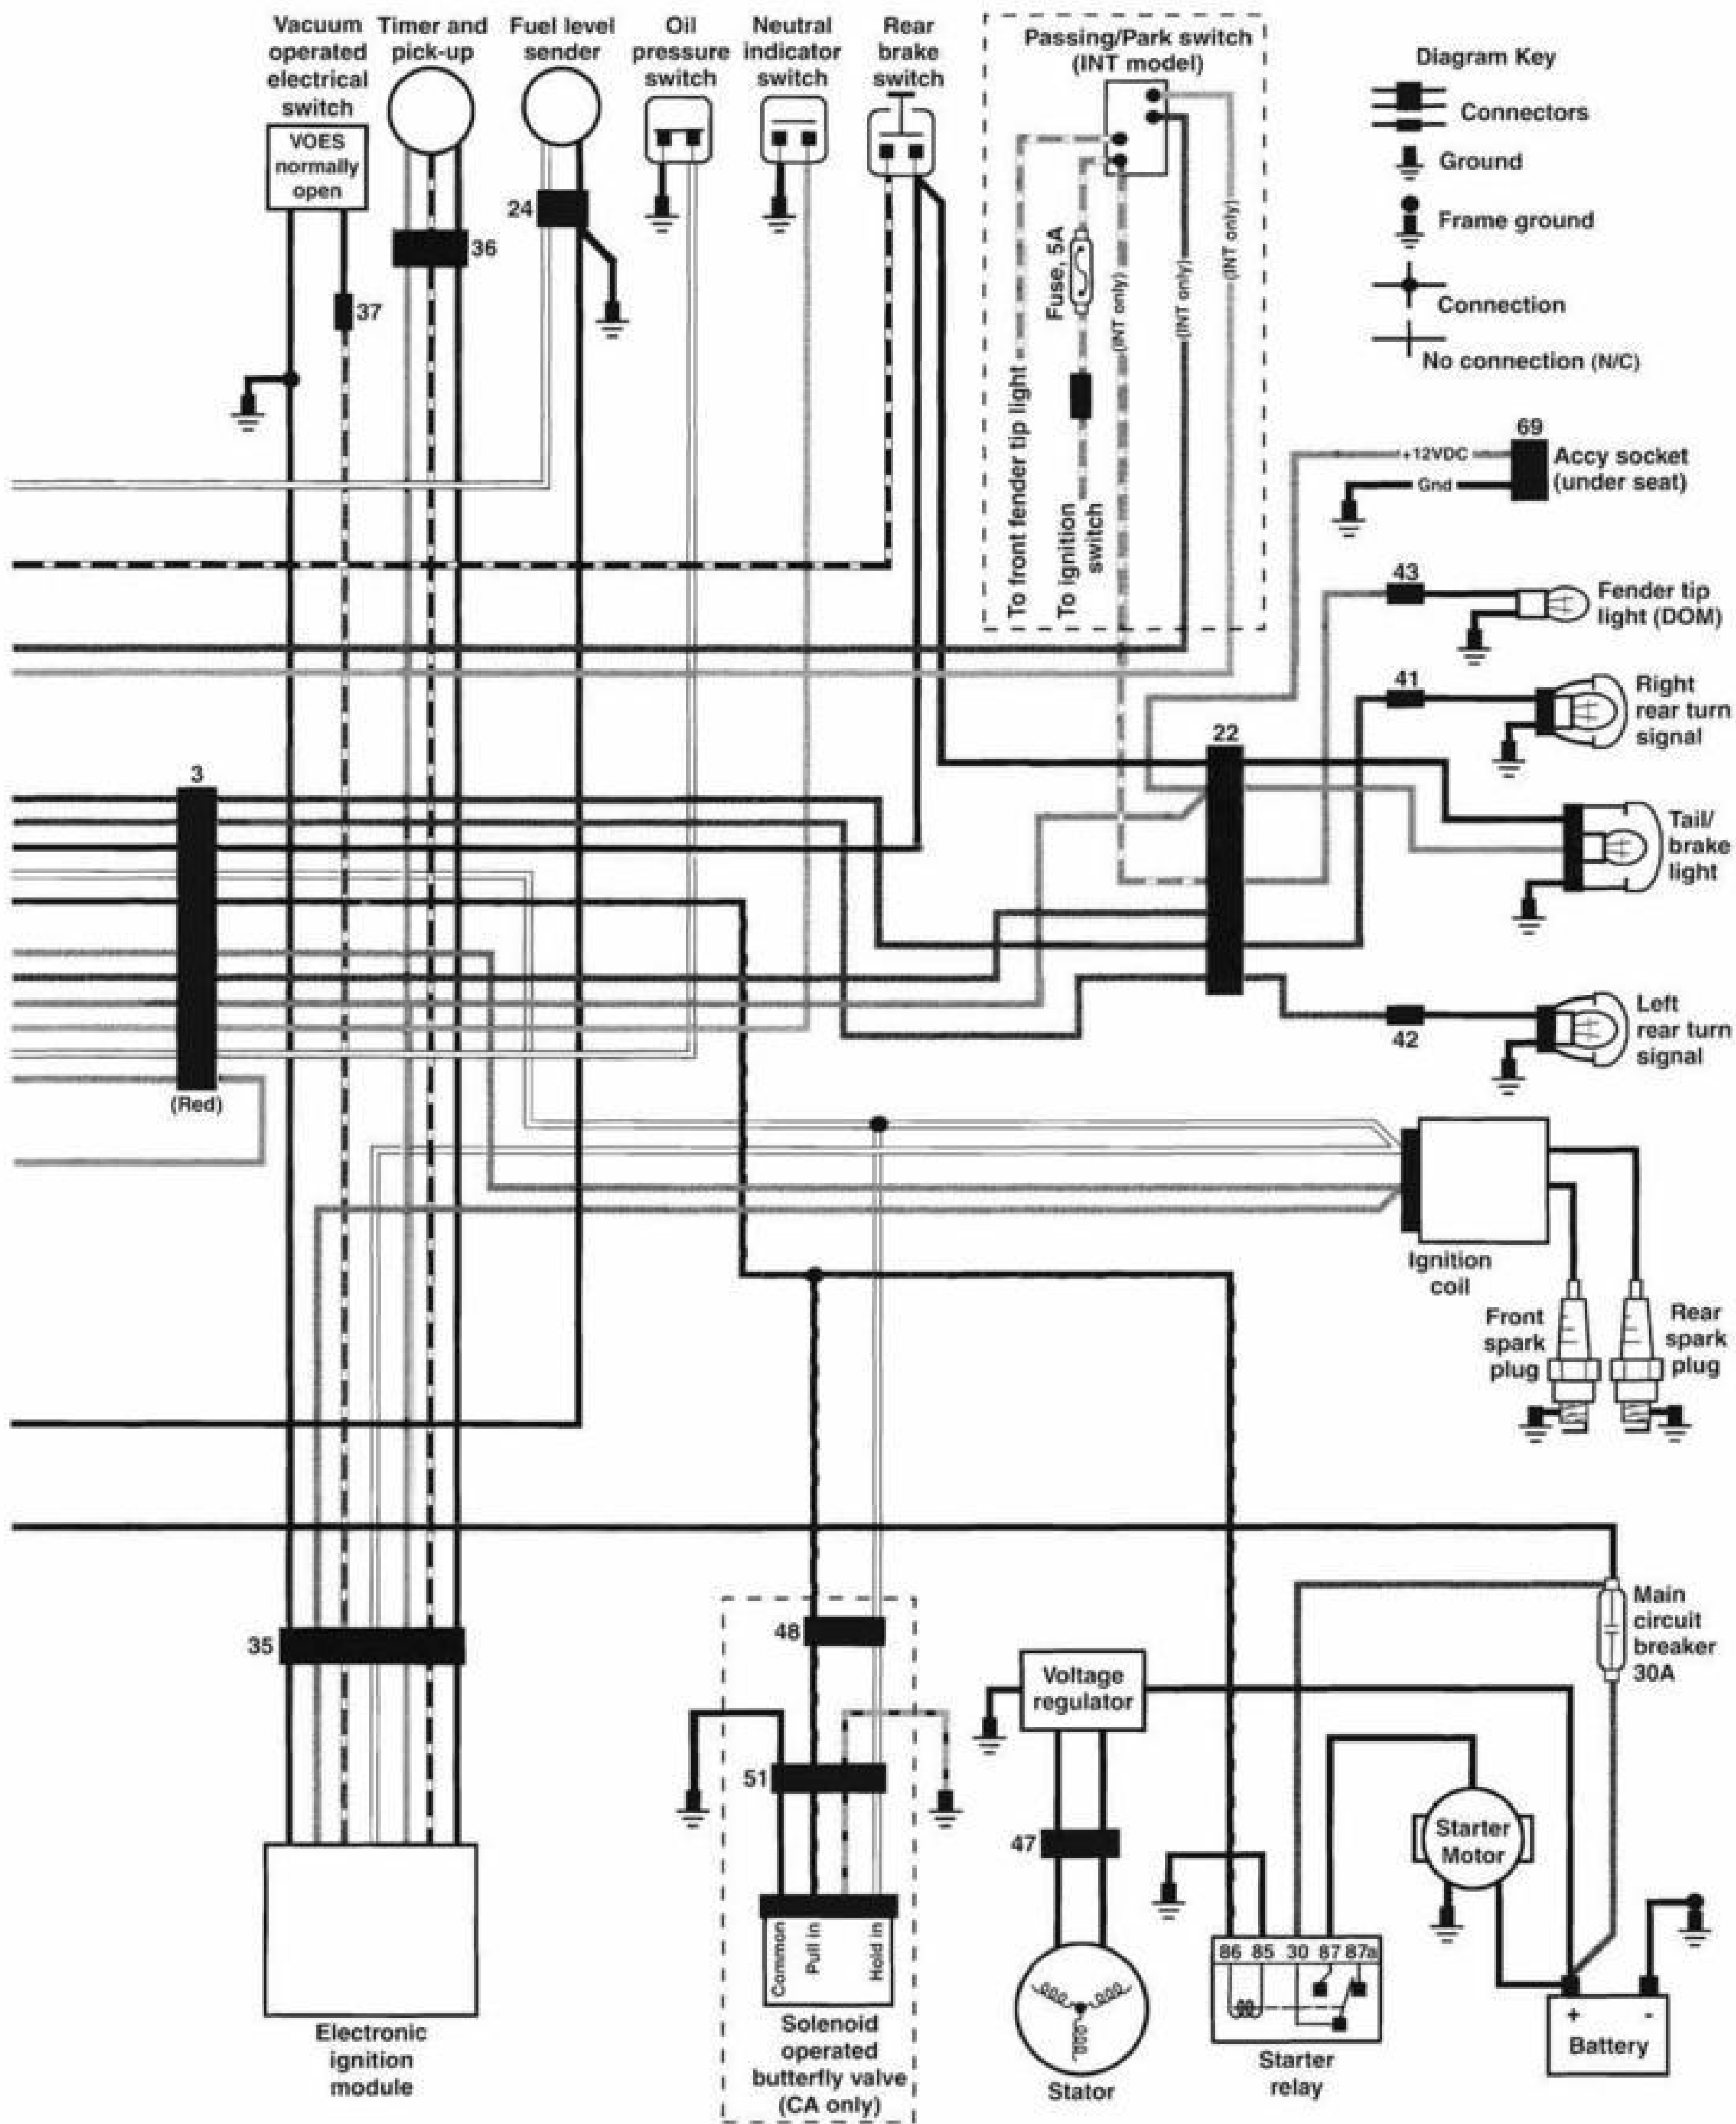 Vacuum
operated
electrical
switch
Timer and
pick-up
Fuel level
sender
Oil
pressure
switch
Neutral
indicator
switch
Rear
brake
switch
Passing/Park switch
(INT model)
Diagram Key
Connectors
Ground
Frame ground
Connection
No connection (N/C)
VOES
normally
open
24
36
37
Fuse, 5A
(INT only)
(INT only)
(INT only)
To front fender tip light
To ignition
switch
69
+12VDC
Gnd
Accy socket
(under seat)
43
Fender tip
light (DOM)
41
Right
rear turn
signal
22
3
Tail/
brake
light
42
Left
rear turn
signal
(Red)
Ignition
coil
Front
spark
plug
Rear
spark
plug
Main
circuit
breaker
30A
35
48
Voltage
regulator
51
47
Starter
Motor
Common
Pull in
Hold in
86 85 30 87 87a
+ -
Battery
Electronic
ignition
module
Solenoid
operated
butterfly valve
(CA only)
Stator
Starter
relay